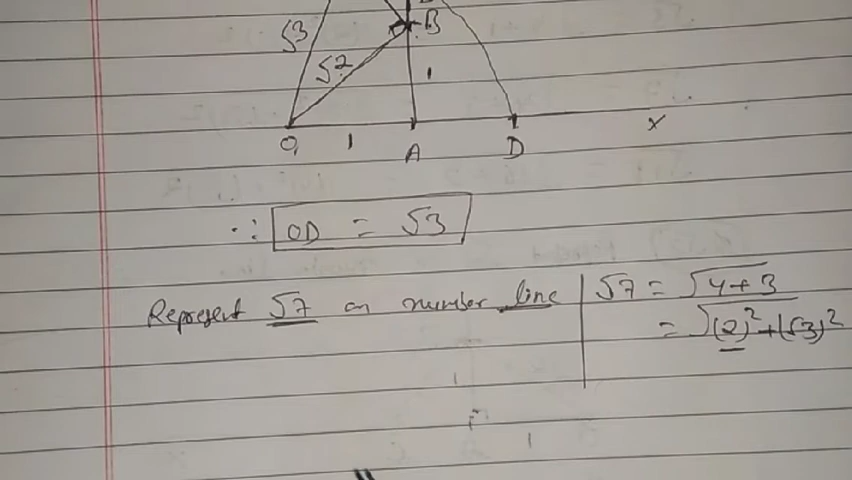 √3
B
√2
1
O 1 A D X
∴ OD = √3
Represent √7 on number line
√7 = √4+3
= √(2)²+(√3)²